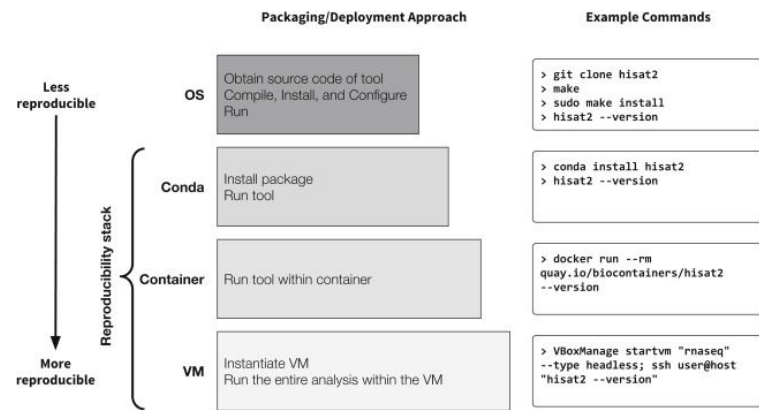 Packaging/Deployment Approach
Example Commands
Less
reproducible
More
reproducible
Reproducibility stack
OS
Obtain source code of tool
Compile, Install, and Configure
Run
> git clone hisat2
> make
> sudo make install
> hisat2 --version
Conda
Install package
Run tool
> conda install hisat2
> hisat2 --version
Container
Run tool within container
> docker run --rm
quay.io/biocontainers/hisat2
--version
VM
Instantiate VM
Run the entire analysis within the VM
> VBoxManage startvm "rnaseq"
--type headless; ssh user@host
"hisat2 --version"